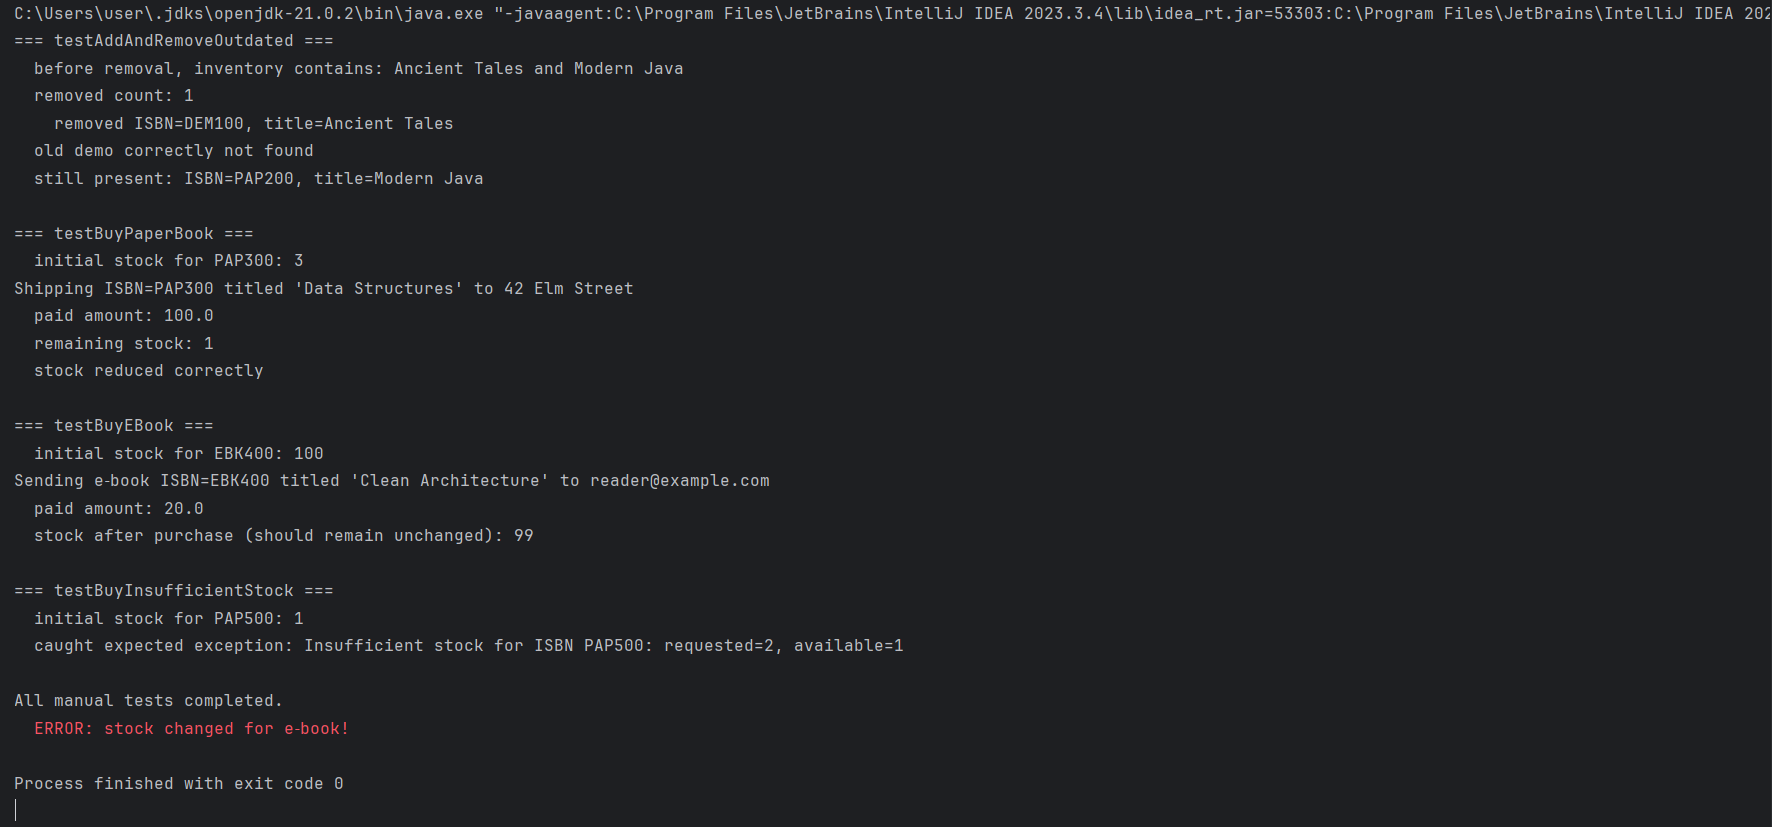 C:\Users\user\.jdks\openjdk-21.0.2\bin\java.exe "-javaagent:C:\Program Files\JetBrains\IntelliJ IDEA 2023.3.4\lib\idea_rt.jar=53303:C:\Program Files\JetBrains\IntelliJ IDEA 202
=== testAddAndRemoveOutdated ===
  before removal, inventory contains: Ancient Tales and Modern Java
  removed count: 1
    removed ISBN=DEM100, title=Ancient Tales
  old demo correctly not found
  still present: ISBN=PAP200, title=Modern Java

=== testBuyPaperBook ===
  initial stock for PAP300: 3
Shipping ISBN=PAP300 titled 'Data Structures' to 42 Elm Street
  paid amount: 100.0
  remaining stock: 1
  stock reduced correctly

=== testBuyEBook ===
  initial stock for EBK400: 100
Sending e-book ISBN=EBK400 titled 'Clean Architecture' to reader@example.com
  paid amount: 20.0
  stock after purchase (should remain unchanged): 99

=== testBuyInsufficientStock ===
  initial stock for PAP500: 1
  caught expected exception: Insufficient stock for ISBN PAP500: requested=2, available=1

All manual tests completed.
  ERROR: stock changed for e-book!

Process finished with exit code 0